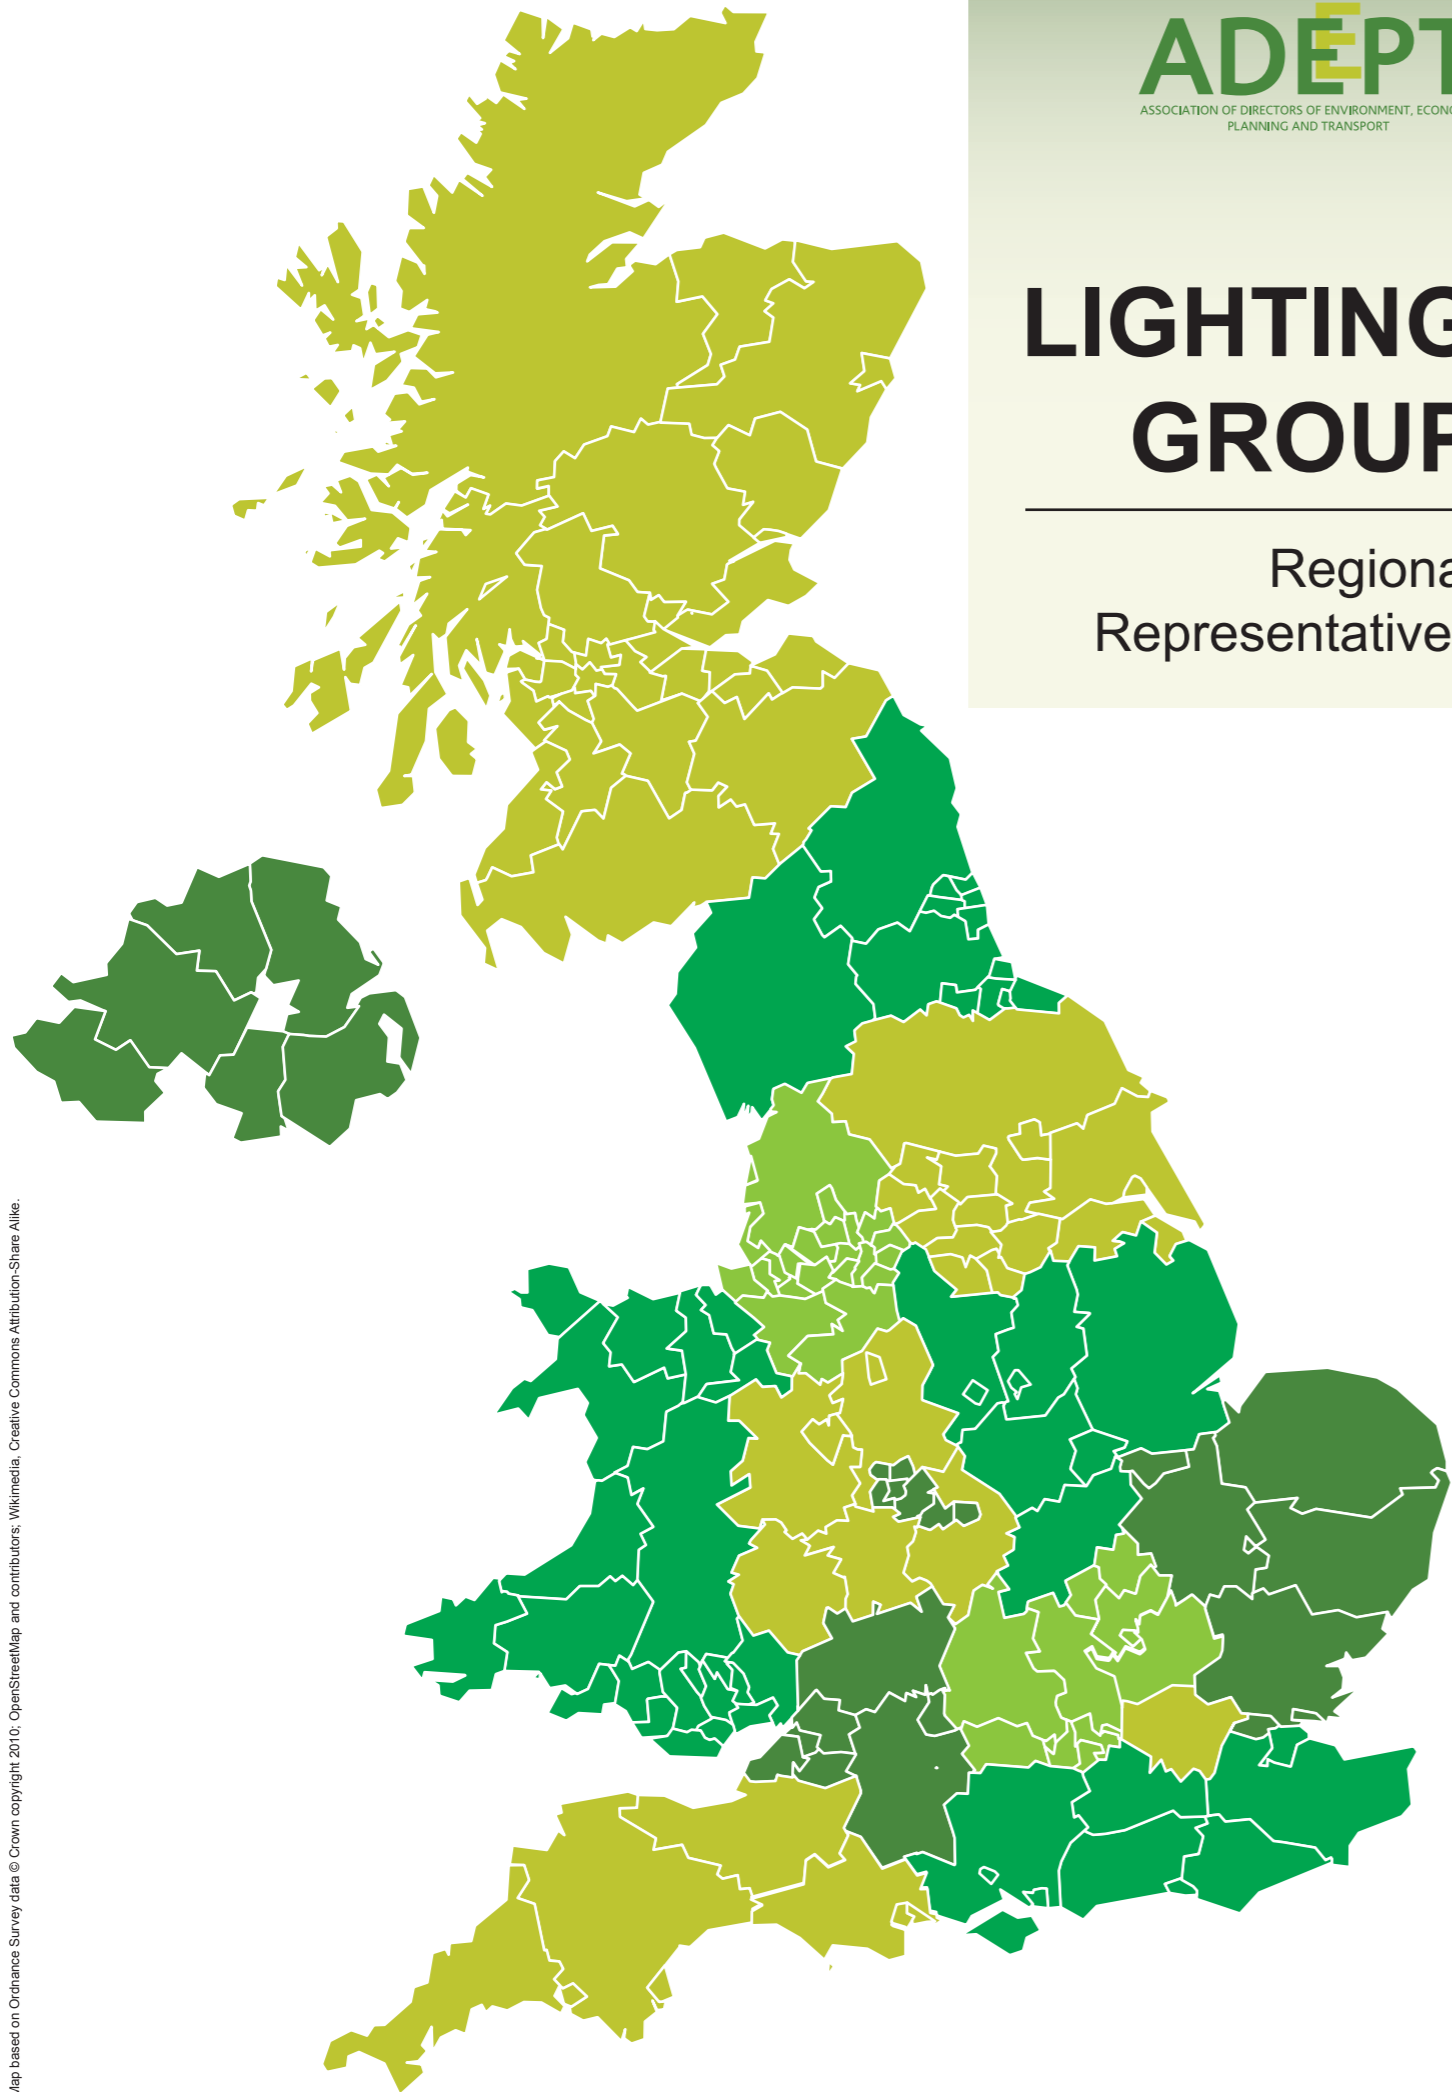 ADEPT
ASSOCIATION OF DIRECTORS OF ENVIRONMENT, ECON
PLANNING AND TRANSPORT
LIGHTING
GROUP
Regiona
Representative
Map based on Ordnance Survey data © Crown copyright 2010; OpenStreetMap and contributors; Wikimedia, Creative Commons Attribution-Share Alike.